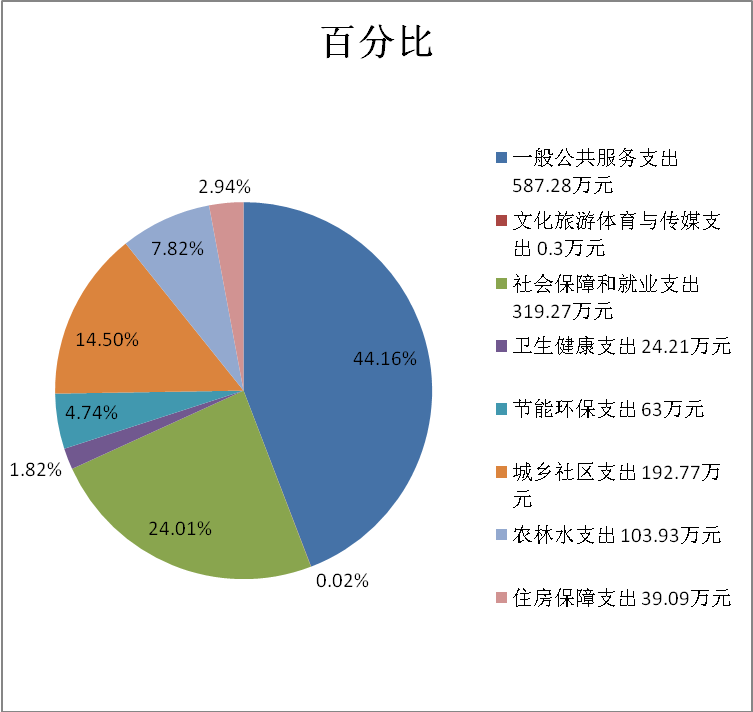 百分比
2.94%
7.82%
14.50%
44.16%
4.74%
1.82%
24.01%
0.02%
一般公共服务支出
587.28万元
文化旅游体育与传媒支
出 0.3万元
社会保障和就业支出
319.27万元
卫生健康支出 24.21万元
节能环保支出 63万元
城乡社区支出 192.77万
元
农林水支出 103.93万元
住房保障支出 39.09万元